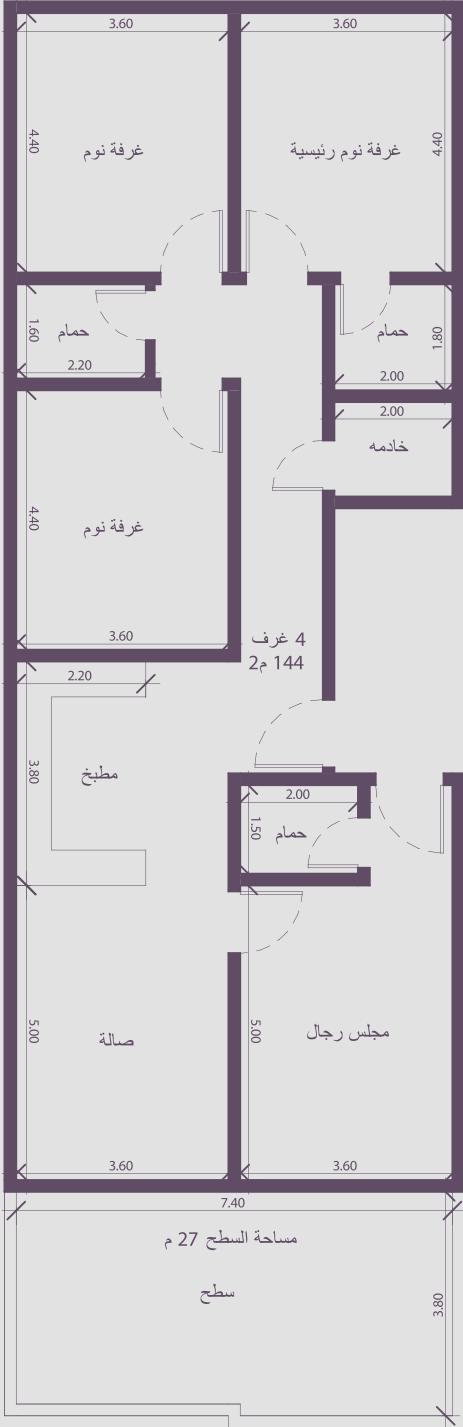 3.60
3.60
4.40
غرفة نوم
غرفة نوم رئيسية
4.40
1.60
حمام
2.20
حمام
1.80
2.00
2.00
خادمه
4.40
غرفة نوم
3.60
4 غرف
144 م2
2.20
3.80
مطبخ
2.00
1.50
حمام
5.00
صالة
5.00
مجلس رجال
3.60
3.60
7.40
مساحة السطح 27 م
سطح
3.80